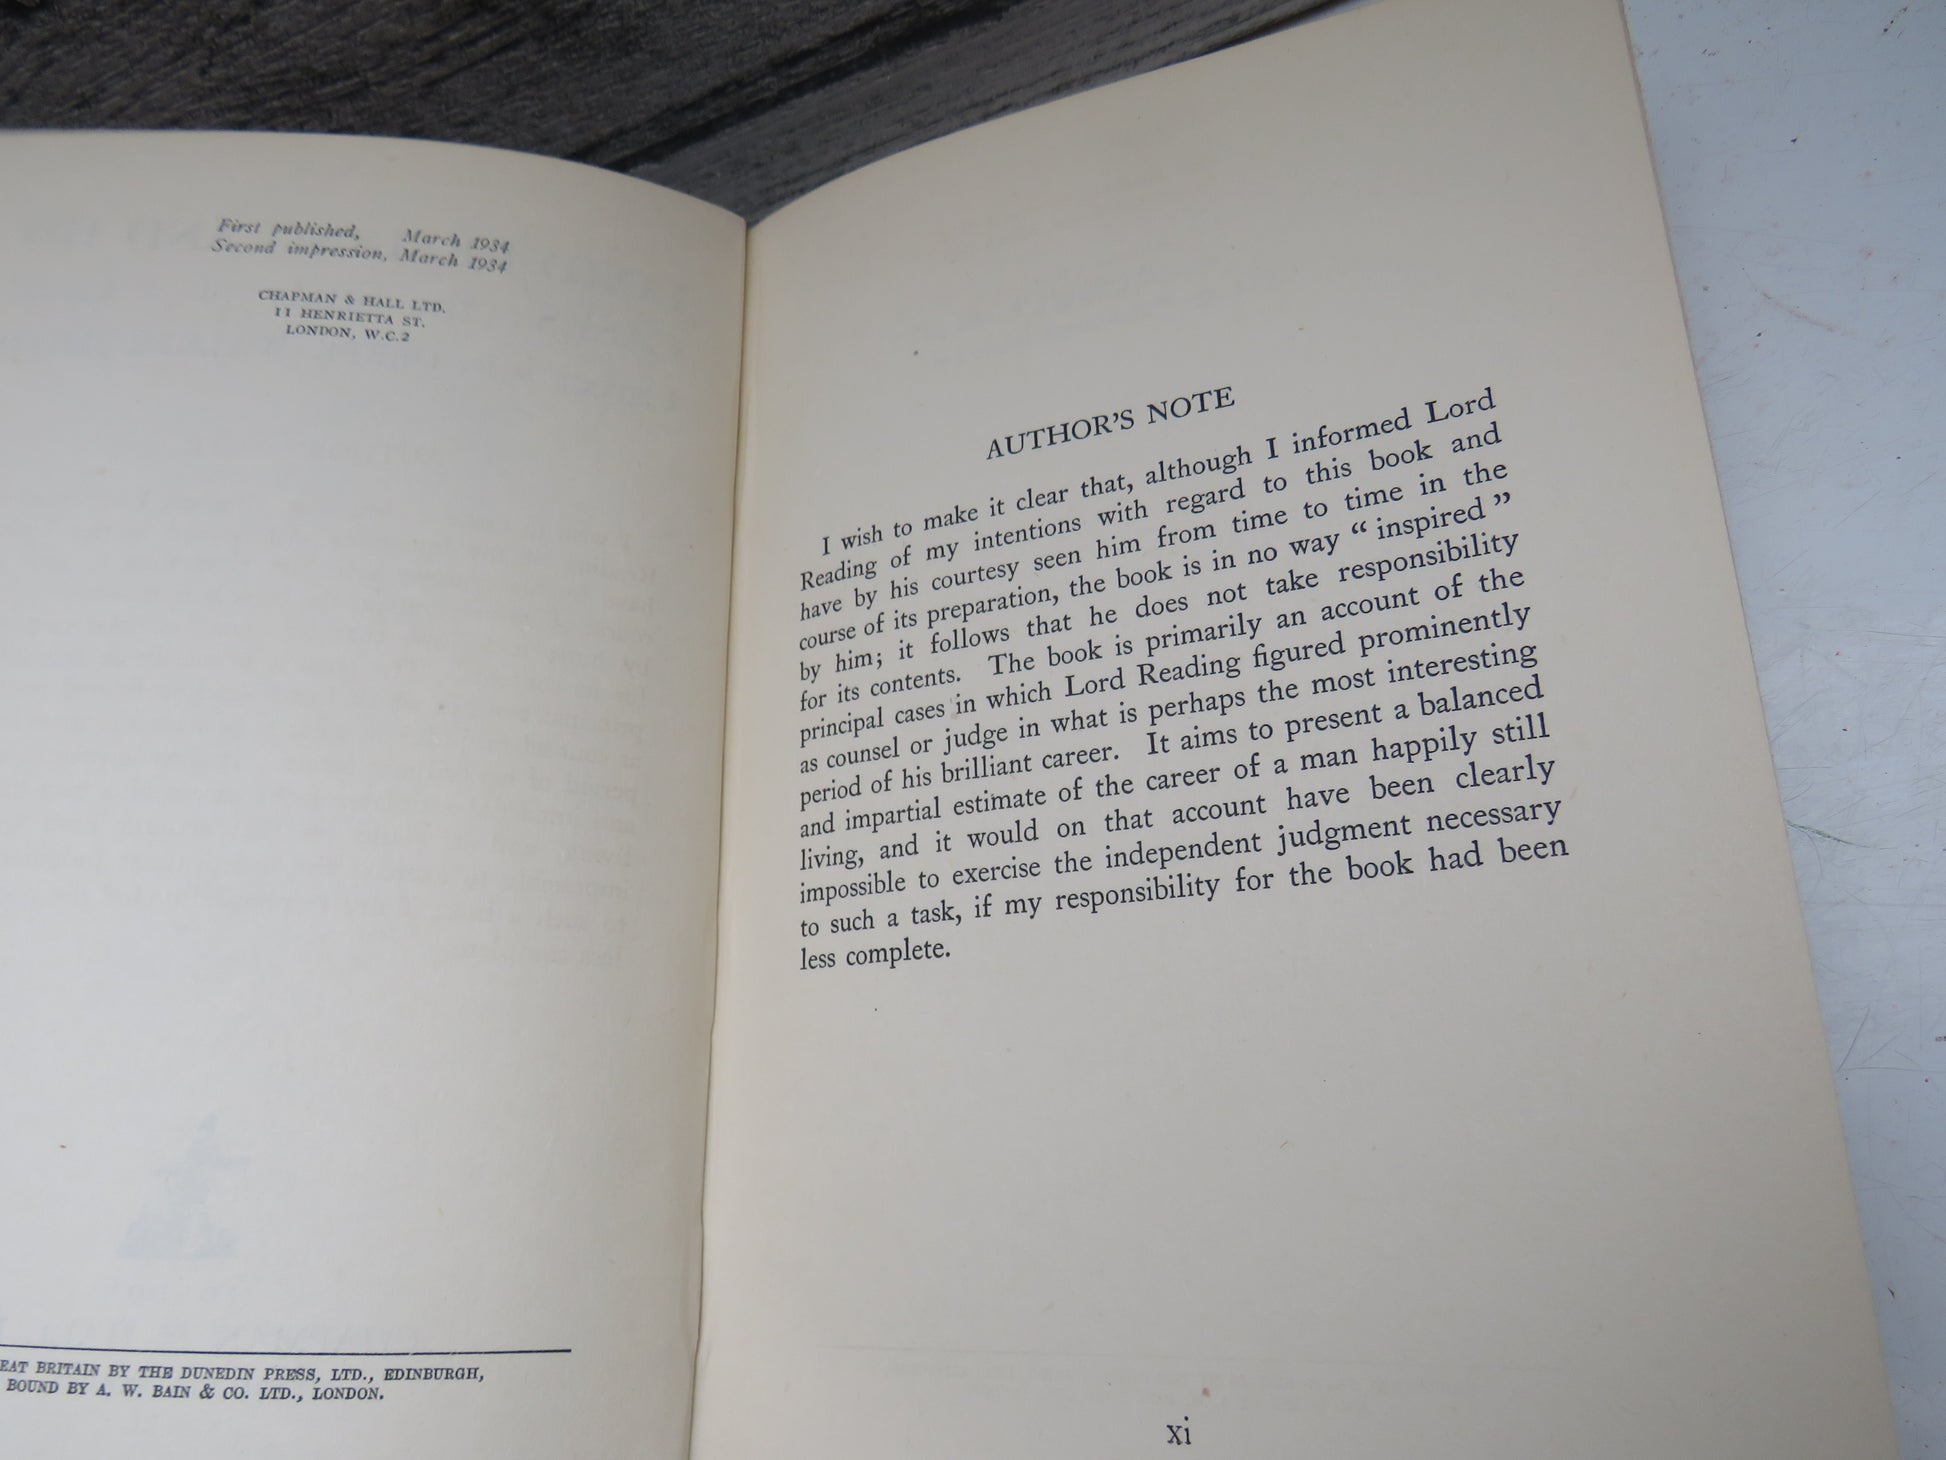 First published, March 1934
Second impression, March 1934
CHAPMAN & HALL LTD.
11 HENRIETTA ST.
LONDON, W.C.2
EAT BRITAIN BY THE DUNEDIN PRESS, LTD., EDINBURGH,
BOUND BY A. W. BAIN & CO. LTD., LONDON.
AUTHOR'S NOTE
I wish to make it clear that, although I informed Lord
Reading of my intentions with regard to this book and
have by his courtesy seen him from time to time in the
course of its preparation, the book is in no way “ inspired ”
by him; it follows that he does not take responsibility
for its contents. The book is primarily an account of the
principal cases in which Lord Reading figured prominently
as counsel or judge in what is perhaps the most interesting
period of his brilliant career. It aims to present a balanced
and impartial estimate of the career of a man happily still
living, and it would on that account have been clearly
impossible to exercise the independent judgment necessary
to such a task, if my responsibility for the book had been
less complete.
xi